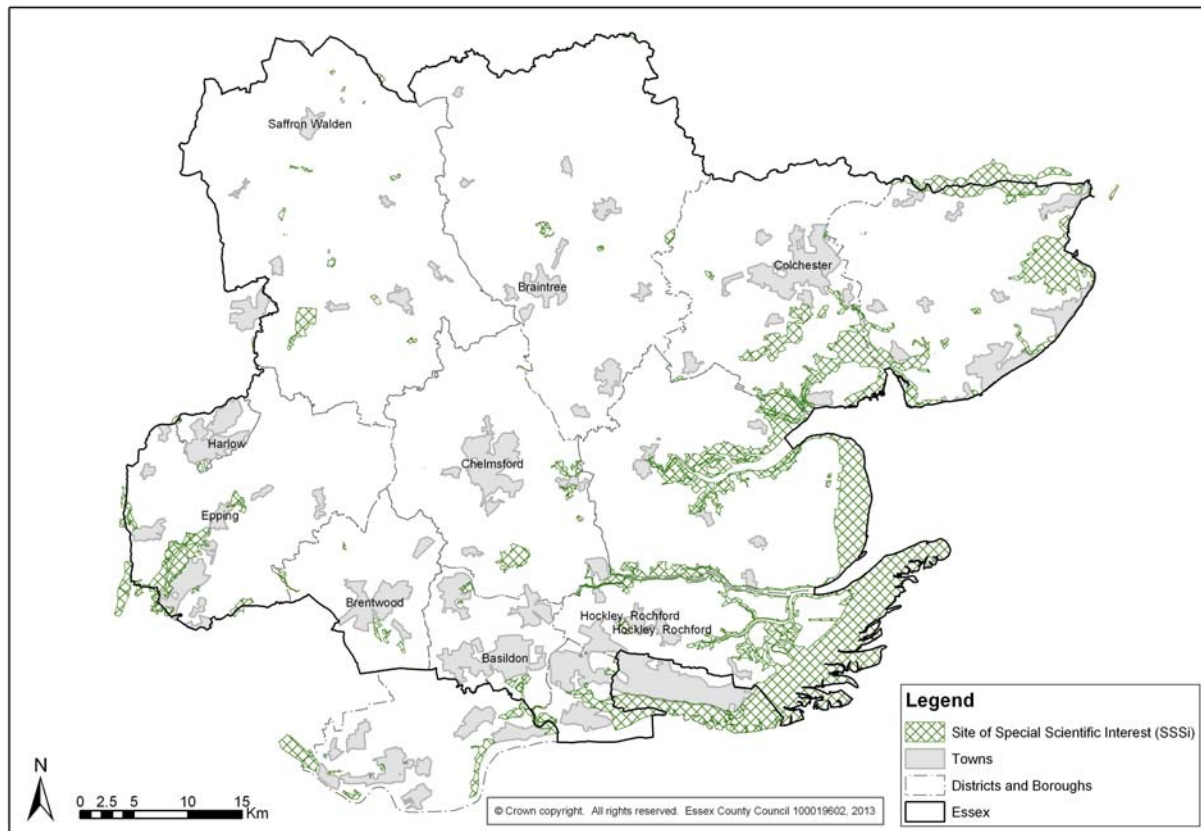 Saffron Walden
Colchester
Braintree
Harlow
Chelmsford
Epping
Brentwood
Hockley, Rochford
Hockley, Rochford
Basildon
Legend
Site of Special Scientific Interest (SSSi)
Towns
Districts and Boroughs
Essex
N
0 2.5 5 10 15
Km
© Crown copyright. All rights reserved. Essex County Council 100019602, 2013